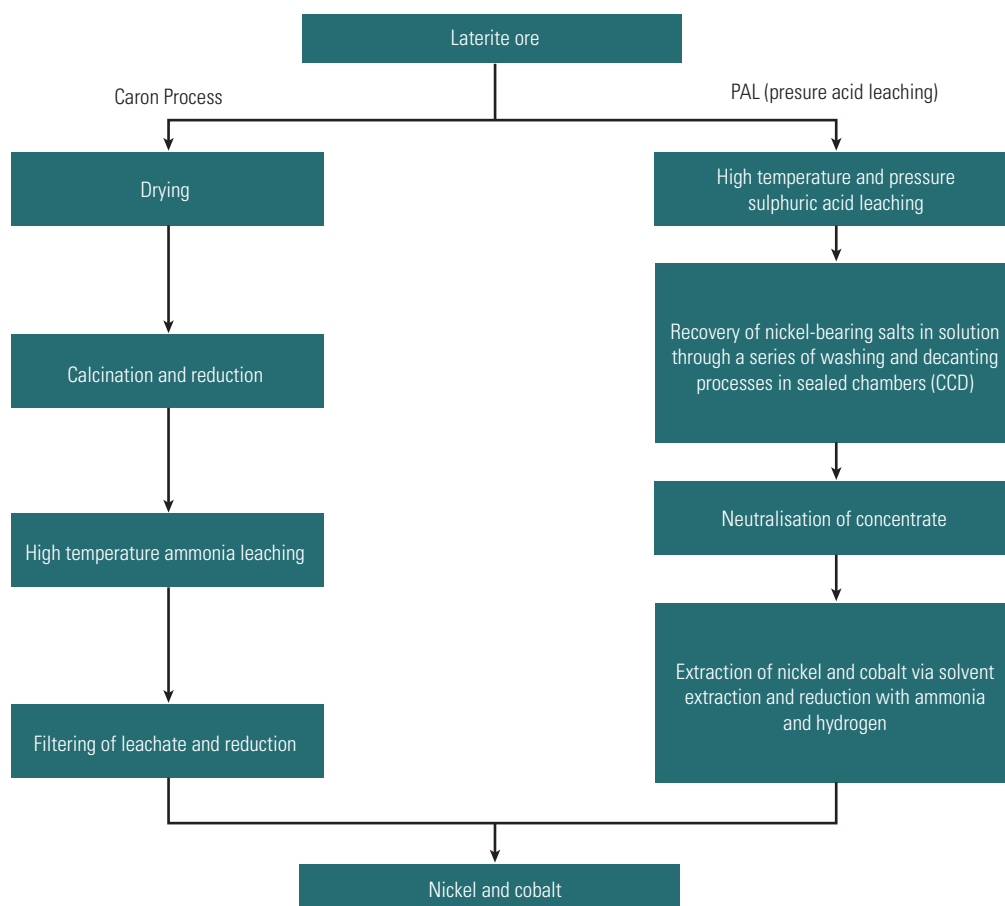 Laterite ore
Caron Process
PAL (presure acid leaching)
Drying
High temperature and pressure
sulphuric acid leaching
Calcination and reduction
Recovery of nickel-bearing salts in solution
through a series of washing and decanting
processes in sealed chambers (CCD)
High temperature ammonia leaching
Neutralisation of concentrate
Filtering of leachate and reduction
Extraction of nickel and cobalt via solvent
extraction and reduction with ammonia
and hydrogen
Nickel and cobalt